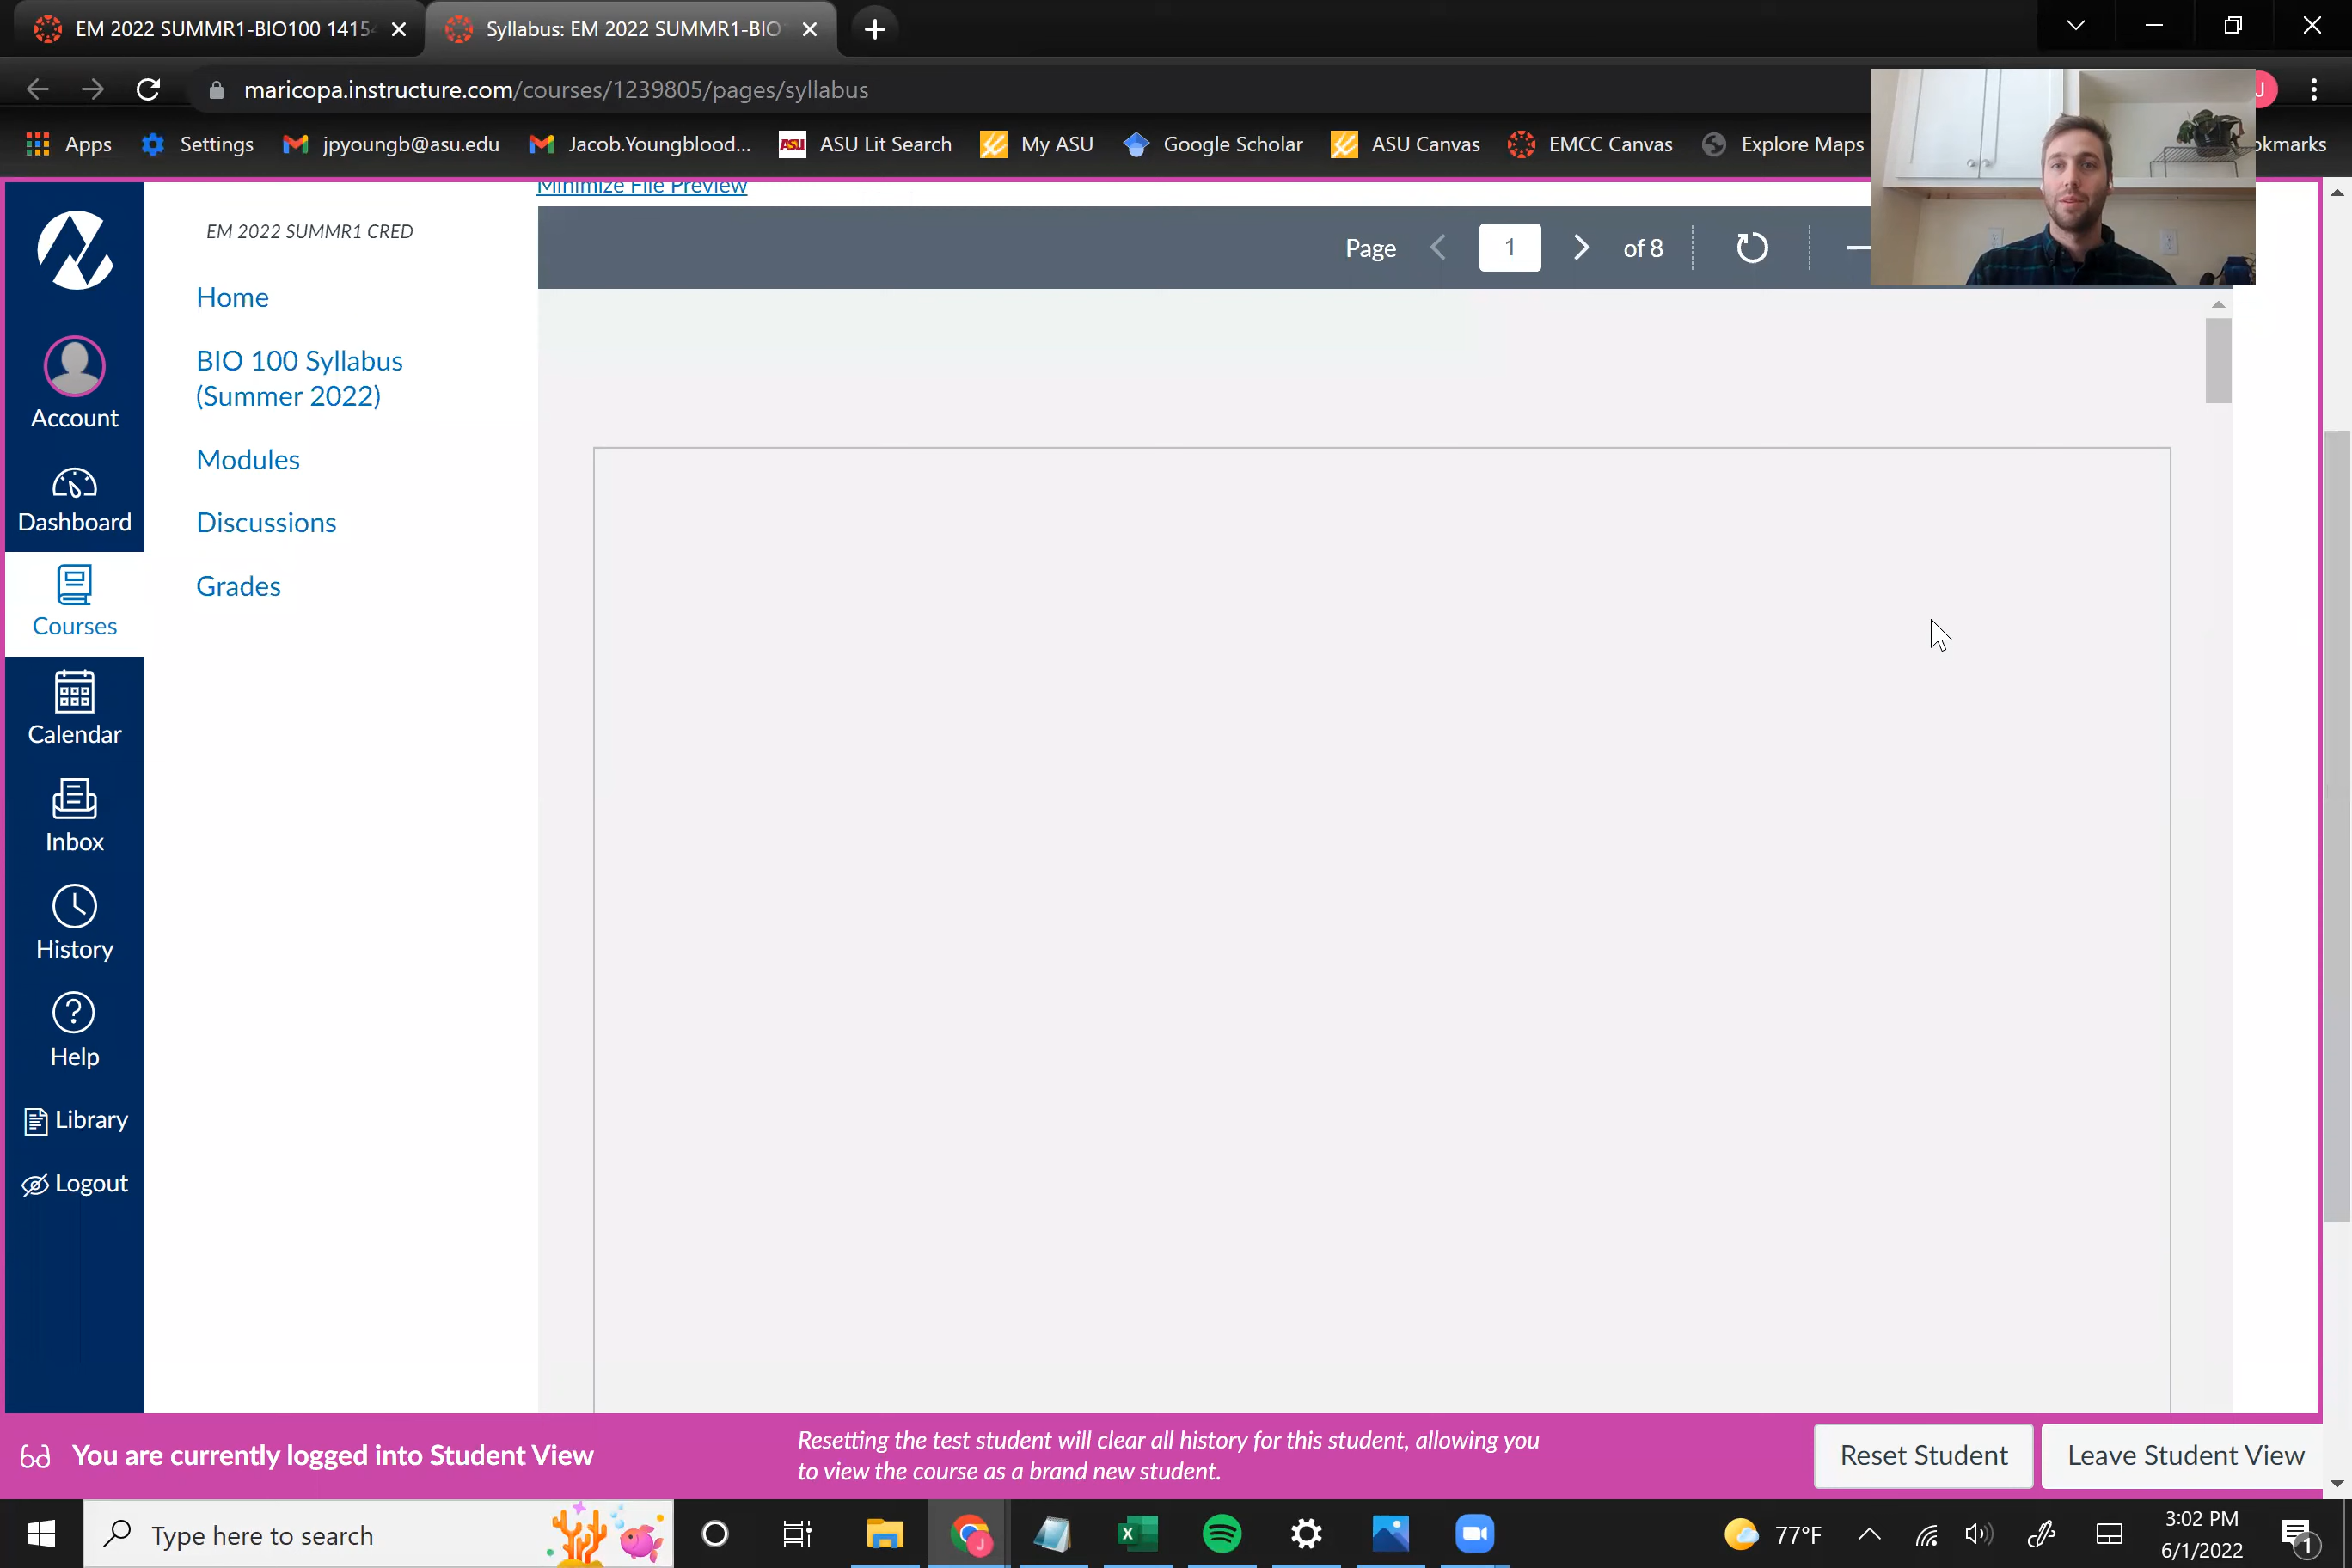 EM 2022 SUMMR1-BIO100 1415
Syllabus: EM 2022 SUMMR1-BIO
maricopa.instructure.com/courses/1239805/pages/syllabus
J
Apps
Settings
jpyoungb@asu.edu
Jacob.Youngblood...
ASU
ASU Lit Search
My ASU
Google Scholar
ASU Canvas
EMCC Canvas
Explore Maps
okmarks
Minimize File Preview
Page 1 of 8
EM 2022 SUMMR1 CRED
Home
BIO 100 Syllabus
(Summer 2022)
Modules
Discussions
Grades
Account
Dashboard
Courses
Calendar
Inbox
History
Help
Library
Logout
You are currently logged into Student View
Resetting the test student will clear all history for this student, allowing you
to view the course as a brand new student.
Reset Student
Leave Student View
Type here to search
J
X
77°F
3:02 PM
6/1/2022
1